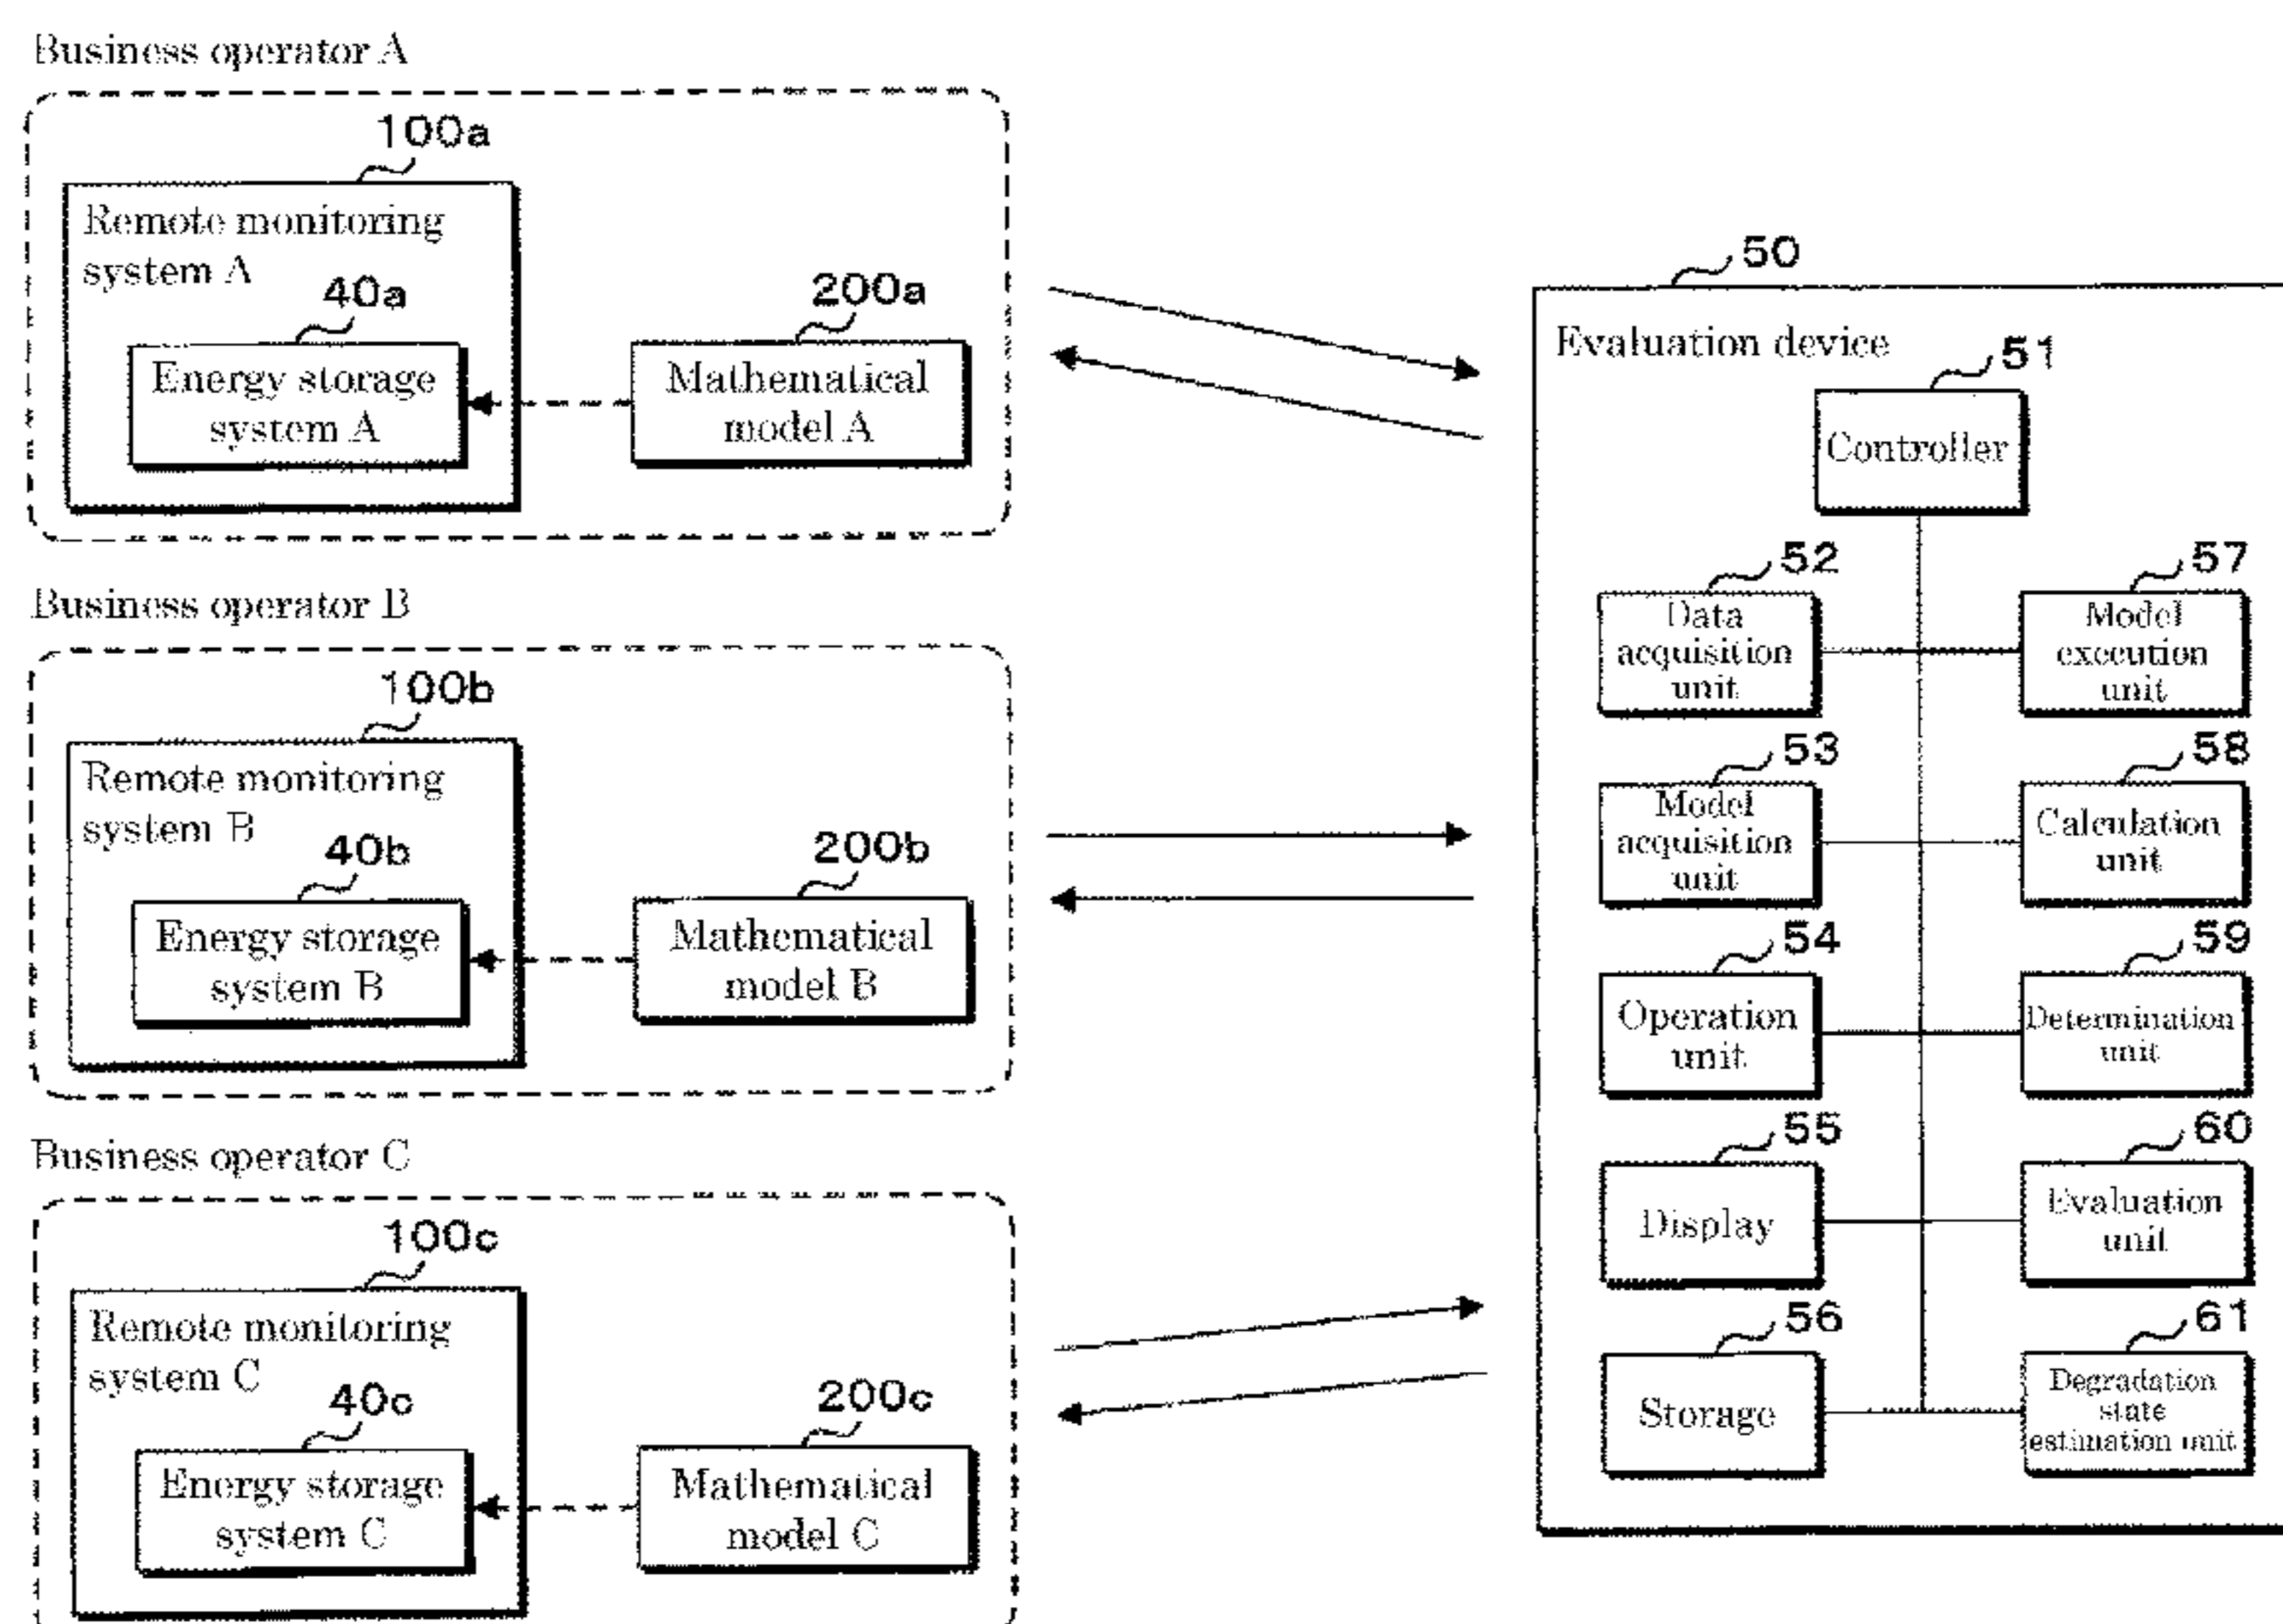 Business operator A
100a
Remote monitoring
system A
40a
Energy storage
system A
200a
Mathematical
model A
Business operator B
100b
Remote monitoring
system B
40b
Energy storage
system B
200b
Mathematical
model B
Business operator C
100c
Remote monitoring
system C
40c
Energy storage
system C
200c
Mathematical
model C
50
Evaluation device
51
Controller
52
Data
acquisition
unit
57
Model
execution
unit
53
Model
acquisition
unit
58
Calculation
unit
54
Operation
unit
59
Determination
unit
55
Display
60
Evaluation
unit
56
Storage
61
Degradation
state
estimation unit